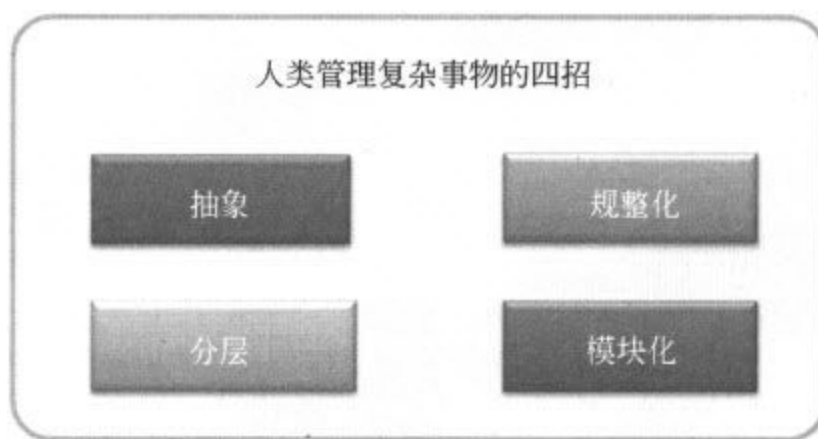 人类管理复杂事物的四招
抽象
规整化
分层
模块化